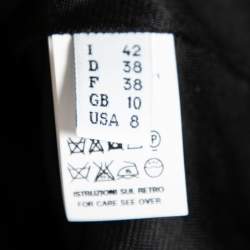 I 42
D 38
F 38
GB 10
USA 8
P
ISTRUZIONI SUL RETRO
FOR CARE SEE OVER